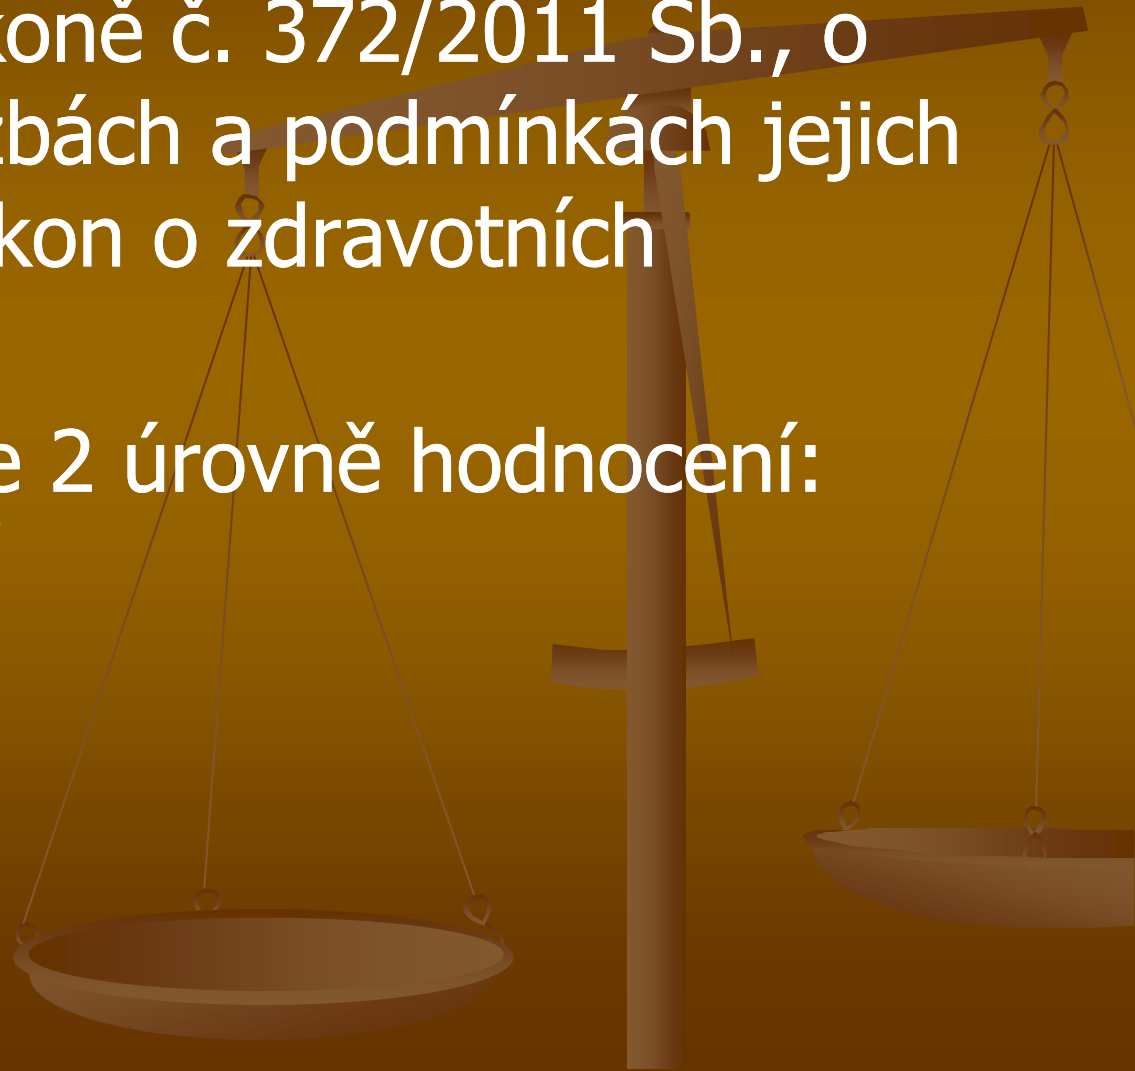 koně č. 372/2011 Sb., o
zbách a podmínkách jejich
kon o zdravotních
e 2 úrovně hodnocení: